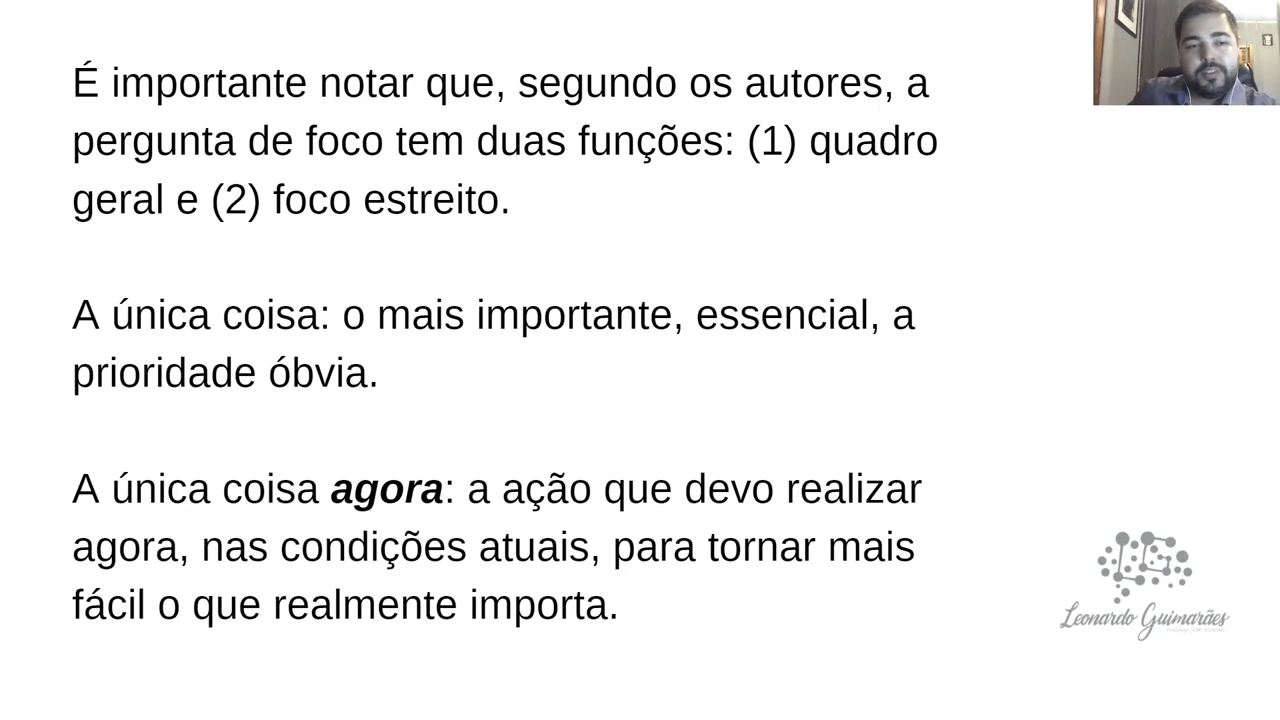 É importante notar que, segundo os autores, a
pergunta de foco tem duas funções: (1) quadro
geral e (2) foco estreito.
A única coisa: o mais importante, essencial, a
prioridade óbvia.
A única coisa agora: a ação que devo realizar
agora, nas condições atuais, para tornar mais
fácil o que realmente importa.
Leonardo Guimarães